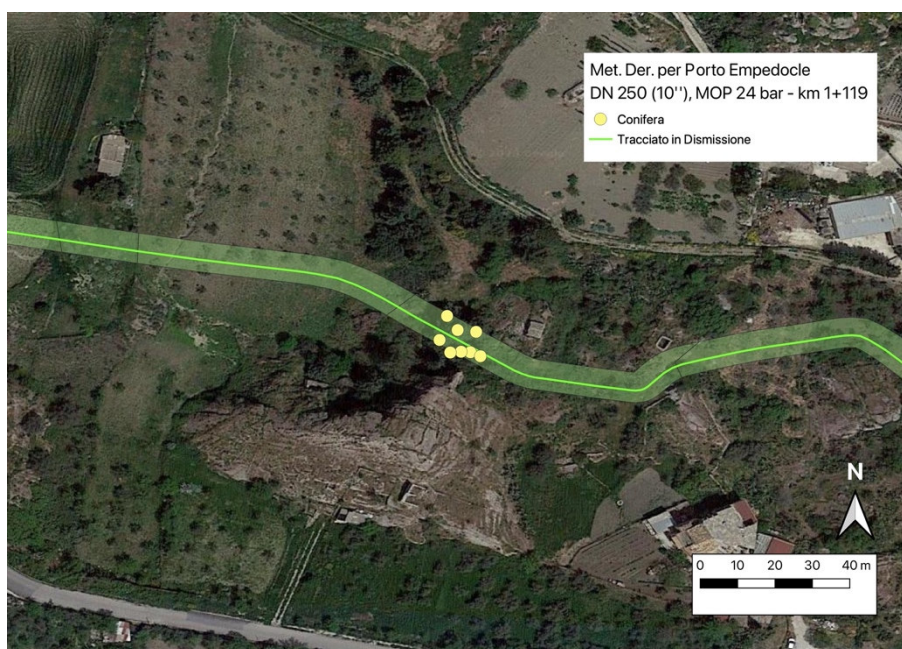 Met. Der. per Porto Empedocle
DN 250 (10''), MOP 24 bar - km 1+119
Conifera
Tracciato in Dismissione
N
0 10 20 30 40 m